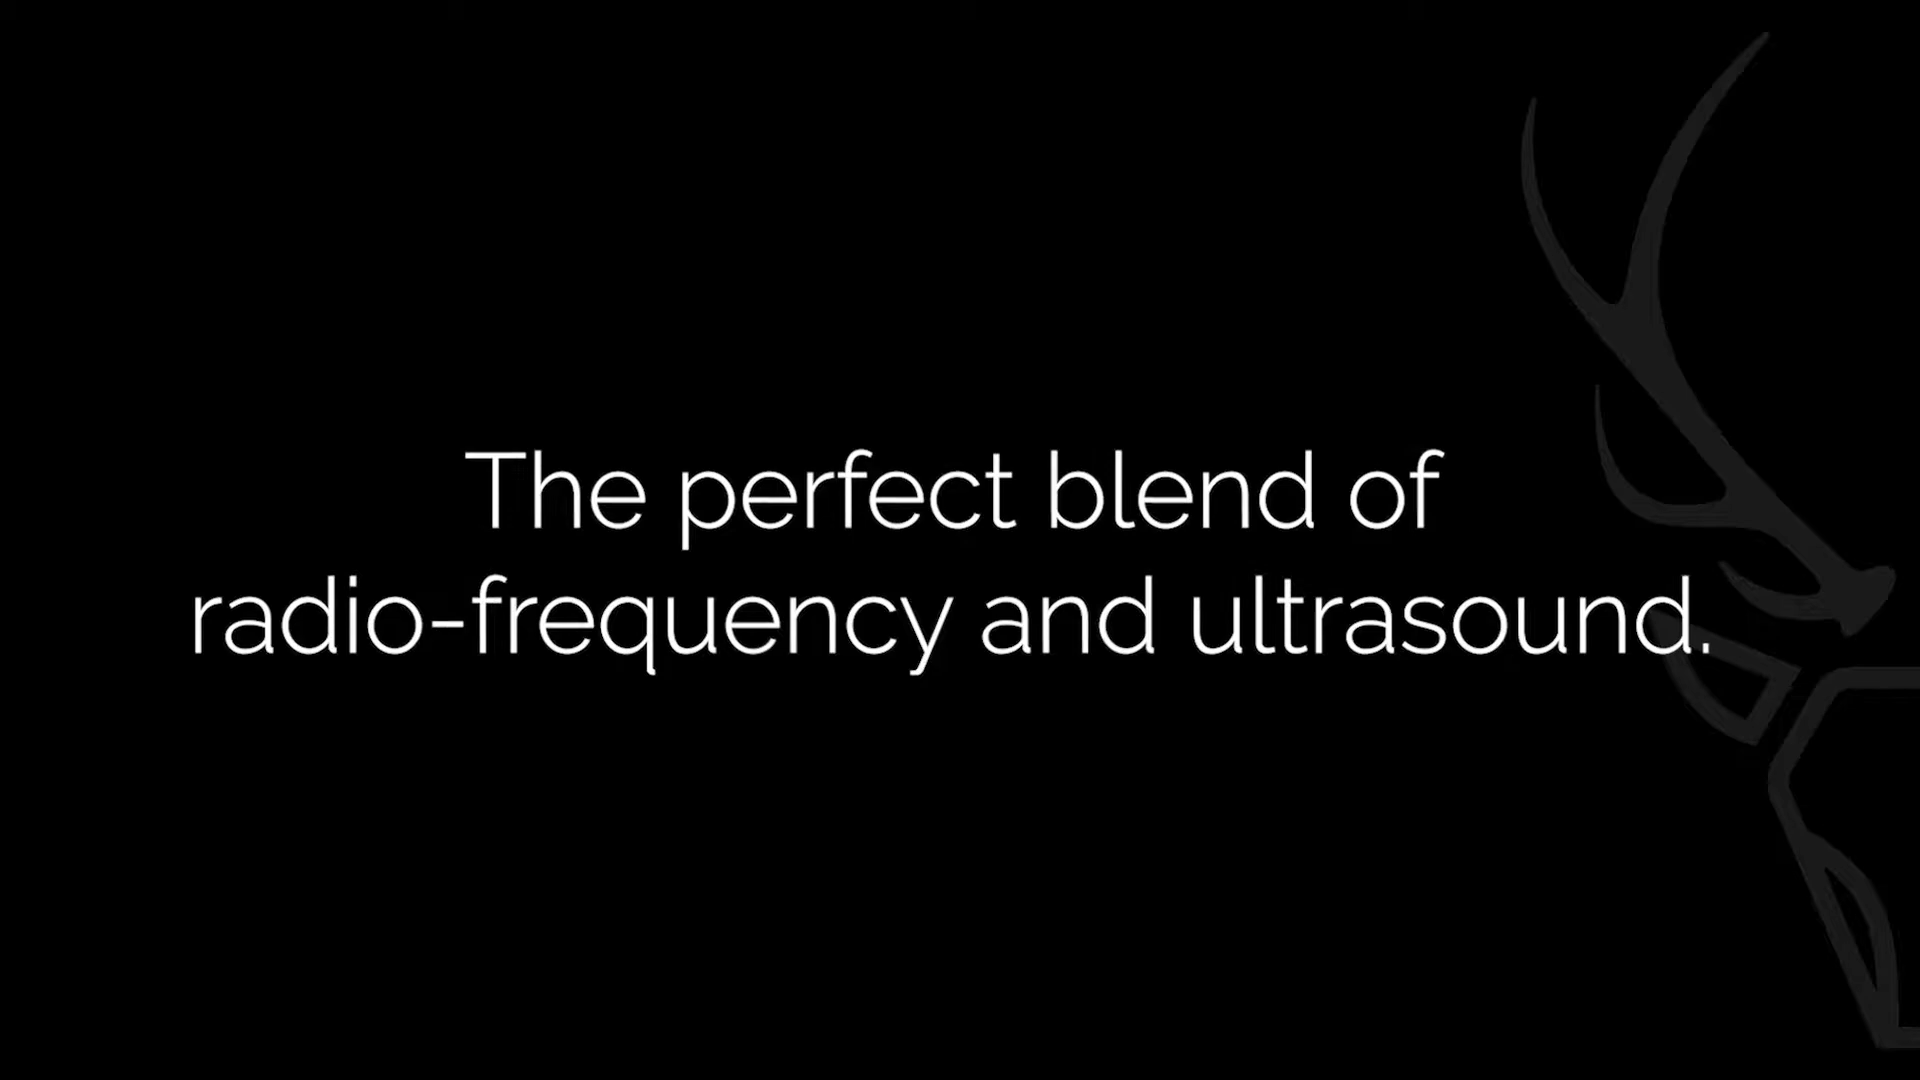 The perfect blend of
radio-frequency and ultrasound.